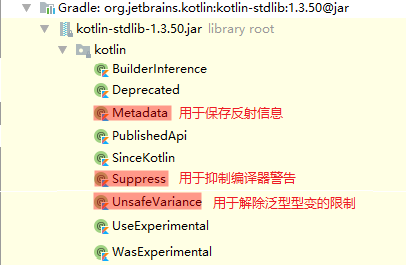 Gradle: org.jetbrains.kotlin:kotlin-stdlib:1.3.50@jar
kotlin-stdlib-1.3.50.jar library root
kotlin
BuilderInference
Deprecated
Metadata 用于保存反射信息
PublishedApi
SinceKotlin
Suppress 用于抑制编译器警告
UnsafeVariance 用于解除泛型型变的限制
UseExperimental
WasExperimental